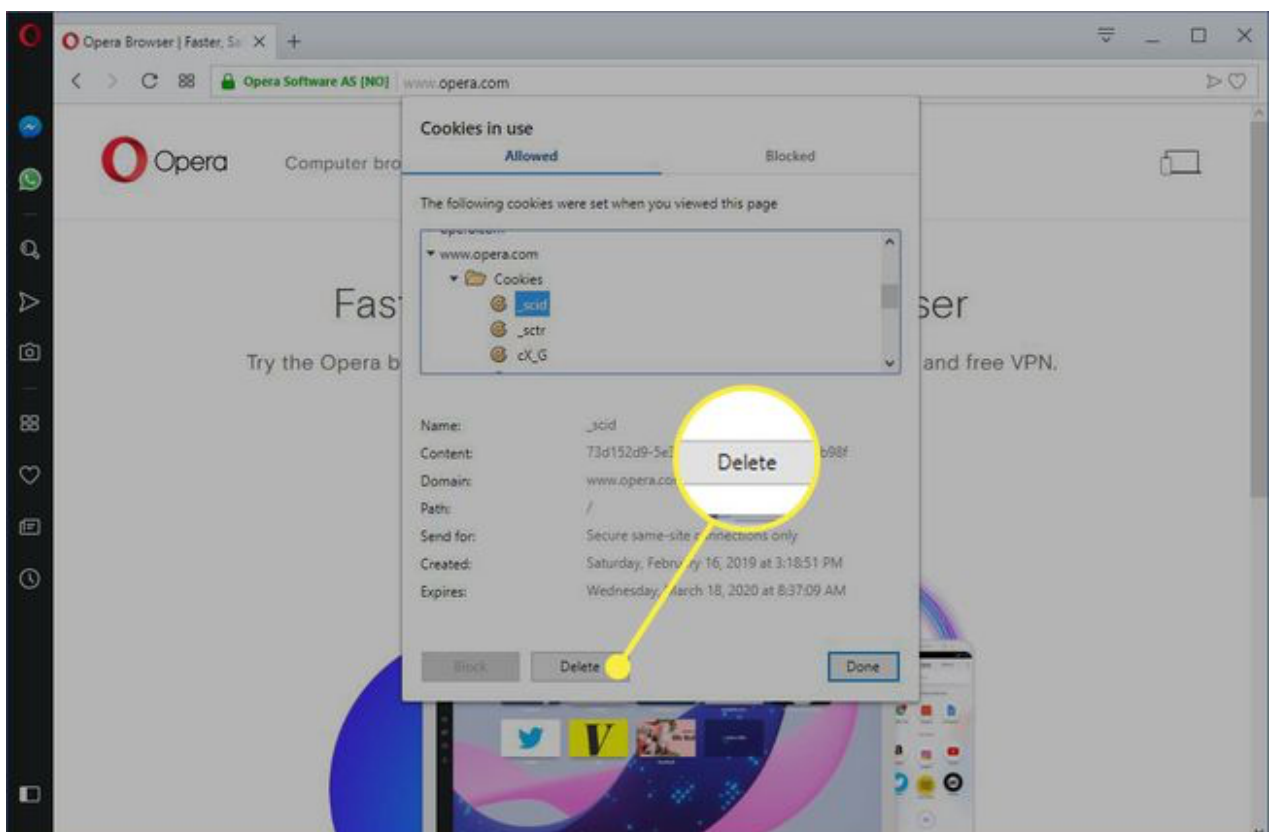 Opera Browser | Faster, Sa
Opera Software AS [NO] www.opera.com
Cookies in use
Opera Computer bro
Allowed Blocked
The following cookies were set when you viewed this page
www.opera.com
Cookies
_scid
Fas ser
_sctr
cX_G
Try the Opera b and free VPN.
Name: _scid
Content: 73d152d9-5e3 b98f
Delete
Domain: www.opera.co
Path: /
Send for: Secure same-site connections only
Created: Saturday, February 16, 2019 at 3:18:51 PM
Expires: Wednesday, March 18, 2020 at 8:37:09 AM
Block Delete Done